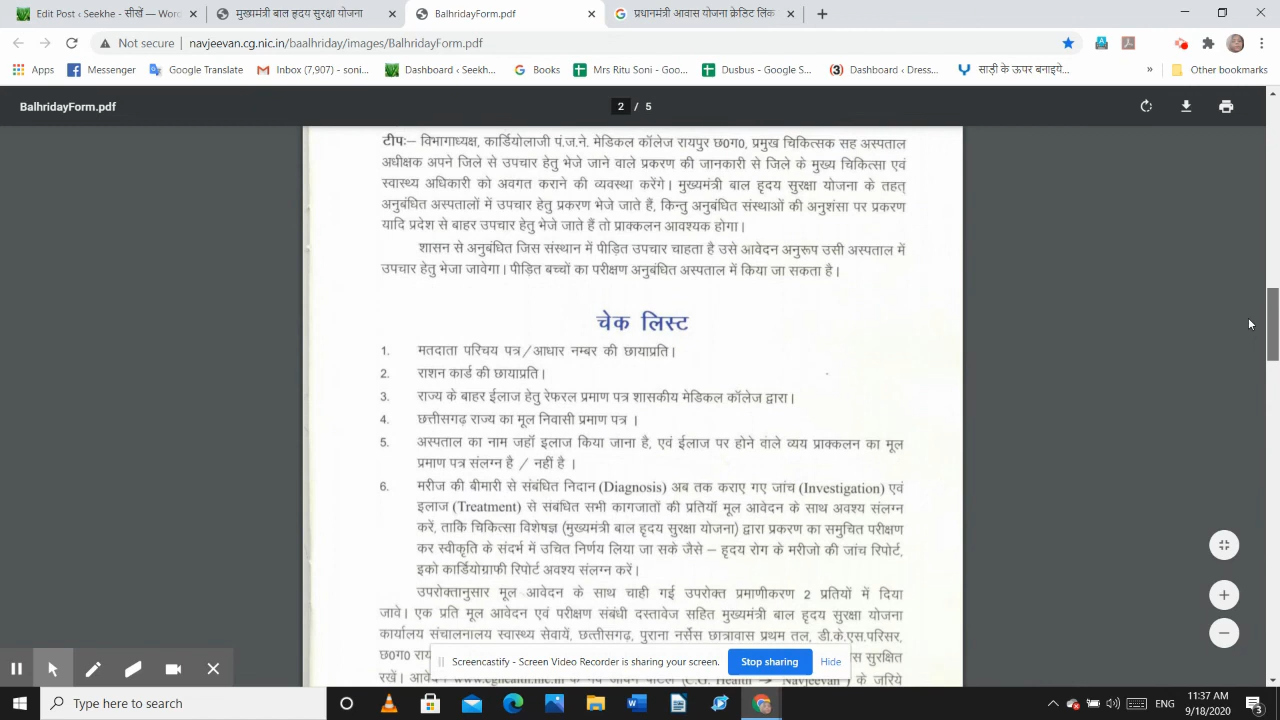 Edit Post ‹ Seekhe - सीखें — Wor
मुख्यमंत्री बाल हृदय सुरक्षा योजना
BalhridayForm.pdf
प्रधानमंत्री आवास योजना क्रेडिट लिंक
Not secure | navjeevan.cg.nic.in/baalhriday/images/BalhridayForm.pdf
Apps Messenger Google Translate Inbox (7,907) - soni... Dashboard ‹ Seekh... Books Mrs Ritu Soni - Goo... Dusbus - Google S... (3) Dashboard ‹ Dress... साड़ी के ऊपर बनाइये... » Other bookmarks
BalhridayForm.pdf 2 / 5
टीपः– विभागाध्यक्ष, कार्डियोलाजी पं.ज.ने. मेडिकल कॉलेज रायपुर छ0ग0, प्रमुख चिकित्सक सह अस्पताल
अधीक्षक अपने जिले से उपचार हेतु भेजे जाने वाले प्रकरण की जानकारी से जिले के मुख्य चिकित्सा एवं
स्वास्थ्य अधिकारी को अवगत कराने की व्यवस्था करेंगे। मुख्यमंत्री बाल हृदय सुरक्षा योजना के तहत्
अनुबंधित अस्पतालों में उपचार हेतु प्रकरण भेजे जाते हैं, किन्तु अनुबंधित संस्थाओं की अनुशंसा पर प्रकरण
यादि प्रदेश से बाहर उपचार हेतु भेजे जाते हैं तो प्राक्कलन आवश्यक होगा।
शासन से अनुबंधित जिस संस्थान में पीड़ित उपचार चाहता है उसे आवेदन अनुरूप उसी अस्पताल में
उपचार हेतु भेजा जावेगा। पीड़ित बच्चों का परीक्षण अनुबंधित अस्पताल में किया जा सकता है।
चेक लिस्ट
1. मतदाता परिचय पत्र/आधार नम्बर की छायाप्रति।
2. राशन कार्ड की छायाप्रति।
3. राज्य के बाहर ईलाज हेतु रेफरल प्रमाण पत्र शासकीय मेडिकल कॉलेज द्वारा।
4. छत्तीसगढ़ राज्य का मूल निवासी प्रमाण पत्र ।
5. अस्पताल का नाम जहॉ इलाज किया जाना है, एवं ईलाज पर होने वाले व्यय प्राक्कलन का मूल
प्रमाण पत्र संलग्न है / नहीं है ।
6. मरीज की बीमारी से संबंधित निदान (Diagnosis) अब तक कराए गए जांच (Investigation) एवं
इलाज (Treatment) से संबंधित सभी कागजातों की प्रतियॉ मूल आवेदन के साथ अवश्य संलग्न
करें, ताकि चिकित्सा विशेषज्ञ (मुख्यमंत्री बाल हृदय सुरक्षा योजना) द्वारा प्रकरण का समुचित परीक्षण
कर स्वीकृति के संदर्भ में उचित निर्णय लिया जा सके जैसे – हृदय रोग के मरीजो की जांच रिपोर्ट,
इको कार्डियोग्राफी रिपोर्ट अवश्य संलग्न करें।
उपरोक्तानुसार मूल आवेदन के साथ चाही गई उपरोक्त प्रमाणीकरण 2 प्रतियों में दिया
जावे। एक प्रति मूल आवेदन एवं परीक्षण संबंधी दस्तावेज सहित मुख्यमंत्री बाल हृदय सुरक्षा योजना
कार्यालय संचालनालय स्वास्थ्य सेवायें, छत्तीसगढ़, पुराना नर्सेस छात्रावास प्रथम तल, डी.के.एस.परिसर,
छ0ग0 सुरक्षित
Screencastify - Screen Video Recorder is sharing your screen. Stop sharing Hide
रखें। के जरिये
Type here to search
ENG
11:37 AM
9/18/2020
3